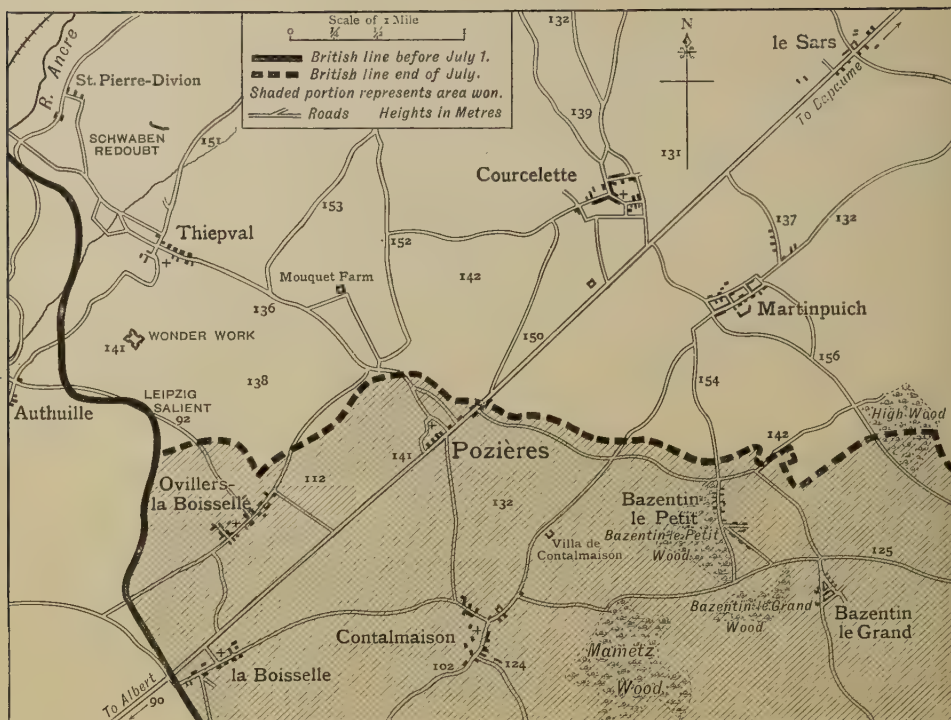 Scale of 1 Mile
0 ¼ ½ 1
British line before July 1.
British line end of July.
Shaded portion represents area won.
Roads Heights in Metres
N
R. Ancre
St. Pierre-Divion
SCHWABEN
REDOUBT
151
132
139
131
le Sars
To Bapaume
Courcelette
153
152
142
137
132
Thiepval
Mouquet Farm
136
150
Martinpuich
141
WONDER WORK
138
156
154
LEIPZIG
SALIENT
92
Authuille
High Wood
142
141
Pozières
Ovillers-
la Boisselle
112
132
Bazentin
le Petit
Bazentin-le-Petit
Wood
Villa de
Contalmaison
125
Bazentin-le-Grand
Wood
Bazentin
le Grand
Contalmaison
102
124
Mametz
Wood
la Boisselle
To Albert
90